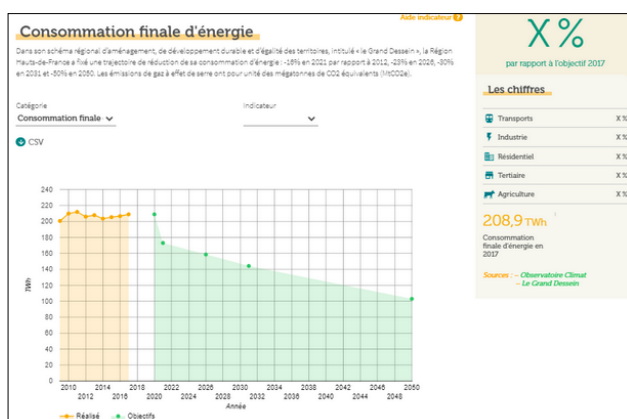 Aide indicateur
Consommation finale d'énergie
Dans son schéma régional d'aménagement, de développement durable et d'égalité des territoires, intitulé « le Grand Dessein », la Région
Hauts-de-France a fixé une trajectoire de réduction de sa consommation d'énergie : -16% en 2021 par rapport à 2012, -23% en 2026, -30%
en 2031 et -50% en 2050. Les émissions de gaz à effet de serre ont pour unité des mégatonnes de CO2 équivalents (MtCO2e).
Catégorie
Consommation finale
Indicateur
CSV
240
220
200
180
160
140
120
100
80
60
40
20
0
TWh
2010 2014 2018 2022 2026 2030 2034 2038 2042 2046 2050
2012 2016 2020 2024 2028 2032 2036 2040 2044 2048
Année
Réalisé Objectifs
X %
par rapport à l'objectif 2017
Les chiffres
Transports X %
Industrie X %
Résidentiel X %
Tertiaire X %
Agriculture X %
208,9 TWh
Consommation
finale d'énergie en
2017
Sources : – Observatoire Climat
– Le Grand Dessein